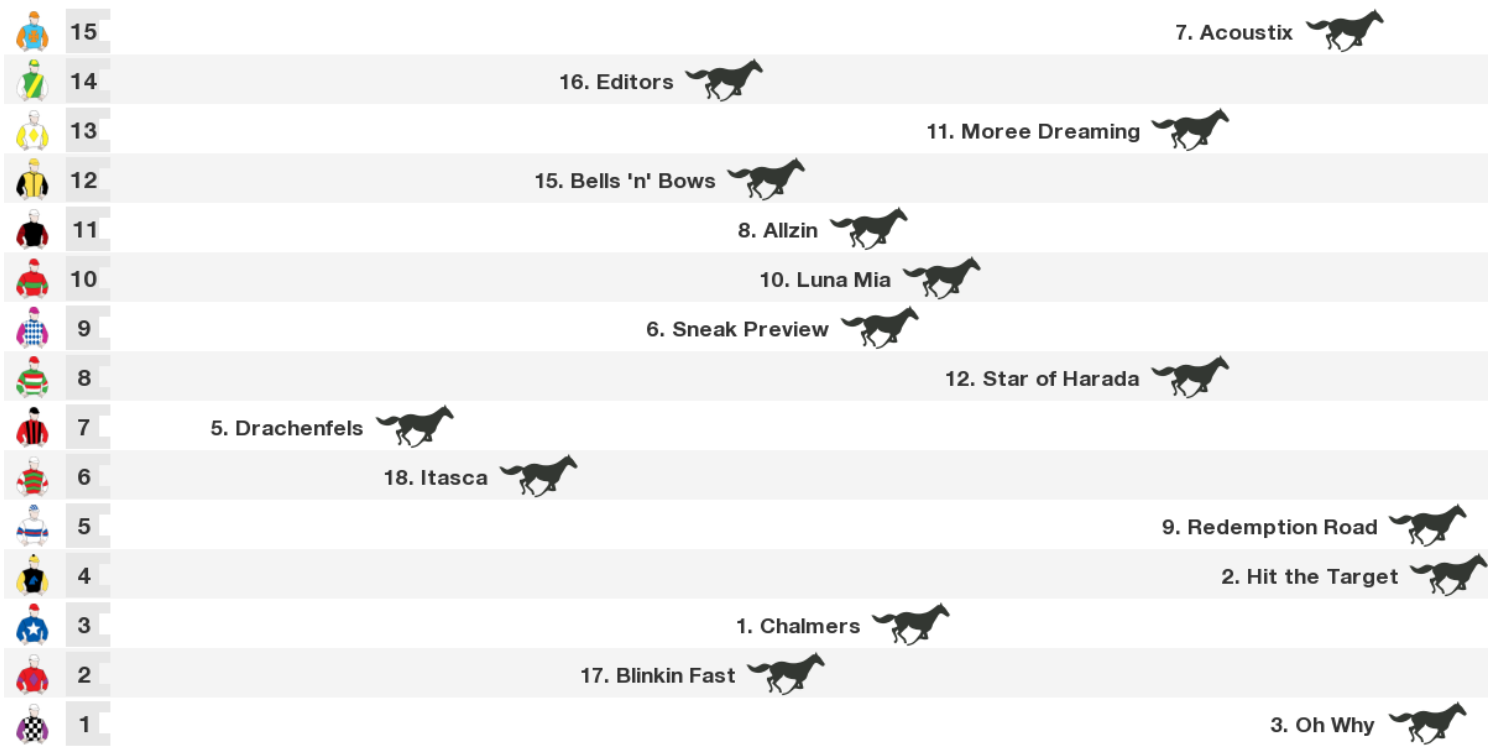 15 7. Acoustix
14 16. Editors
13 11. Moree Dreaming
12 15. Bells 'n' Bows
11 8. Allzin
10 10. Luna Mia
9 6. Sneak Preview
8 12. Star of Harada
7 5. Drachenfels
6 18. Itasca
5 9. Redemption Road
4 2. Hit the Target
3 1. Chalmers
2 17. Blinkin Fast
1 3. Oh Why